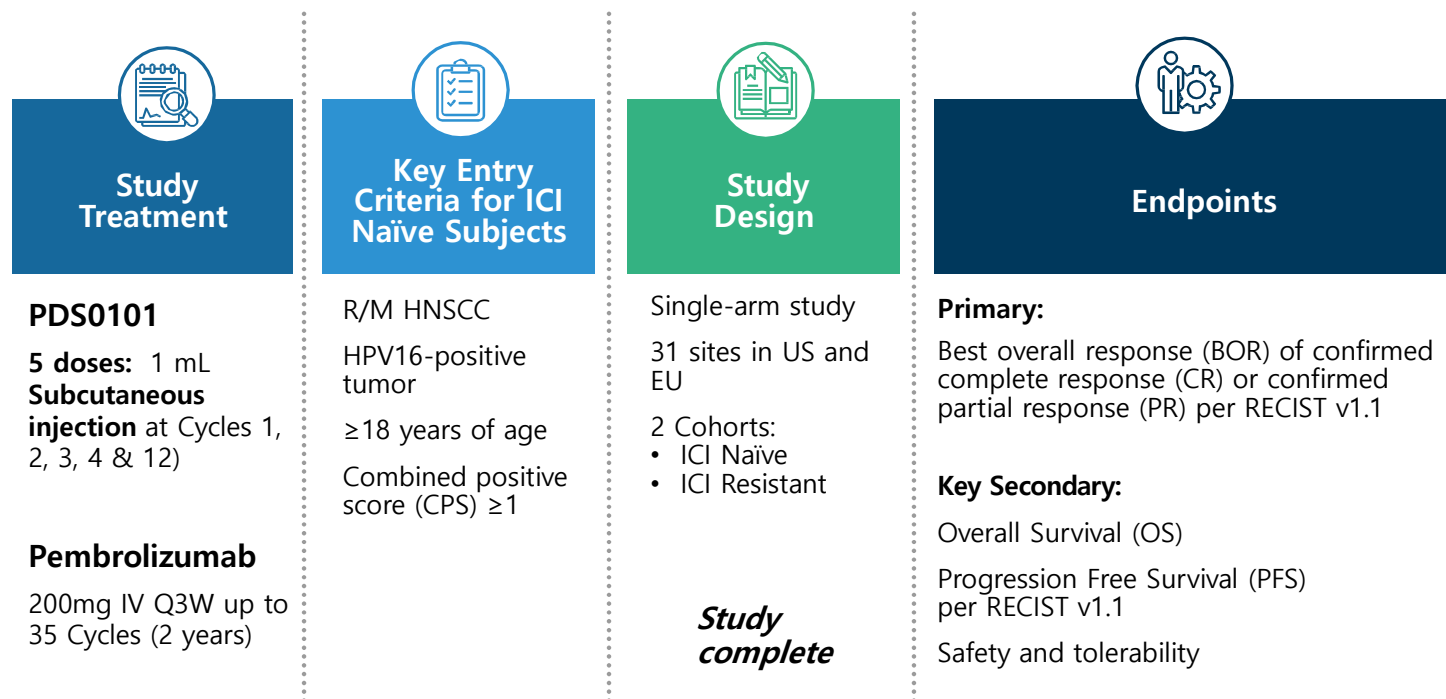 Study
Treatment
PDS0101
5 doses: 1 mL
Subcutaneous
injection at Cycles 1,
2, 3, 4 & 12)
Pembrolizumab
200mg IV Q3W up to
35 Cycles (2 years)
Key Entry
Criteria for ICI
Naïve Subjects
R/M HNSCC
HPV16-positive
tumor
≥18 years of age
Combined positive
score (CPS) ≥1
Study
Design
Single-arm study
31 sites in US and
EU
2 Cohorts:
• ICI Naïve
• ICI Resistant
Study
complete
Endpoints
Primary:
Best overall response (BOR) of confirmed
complete response (CR) or confirmed
partial response (PR) per RECIST v1.1
Key Secondary:
Overall Survival (OS)
Progression Free Survival (PFS)
per RECIST v1.1
Safety and tolerability